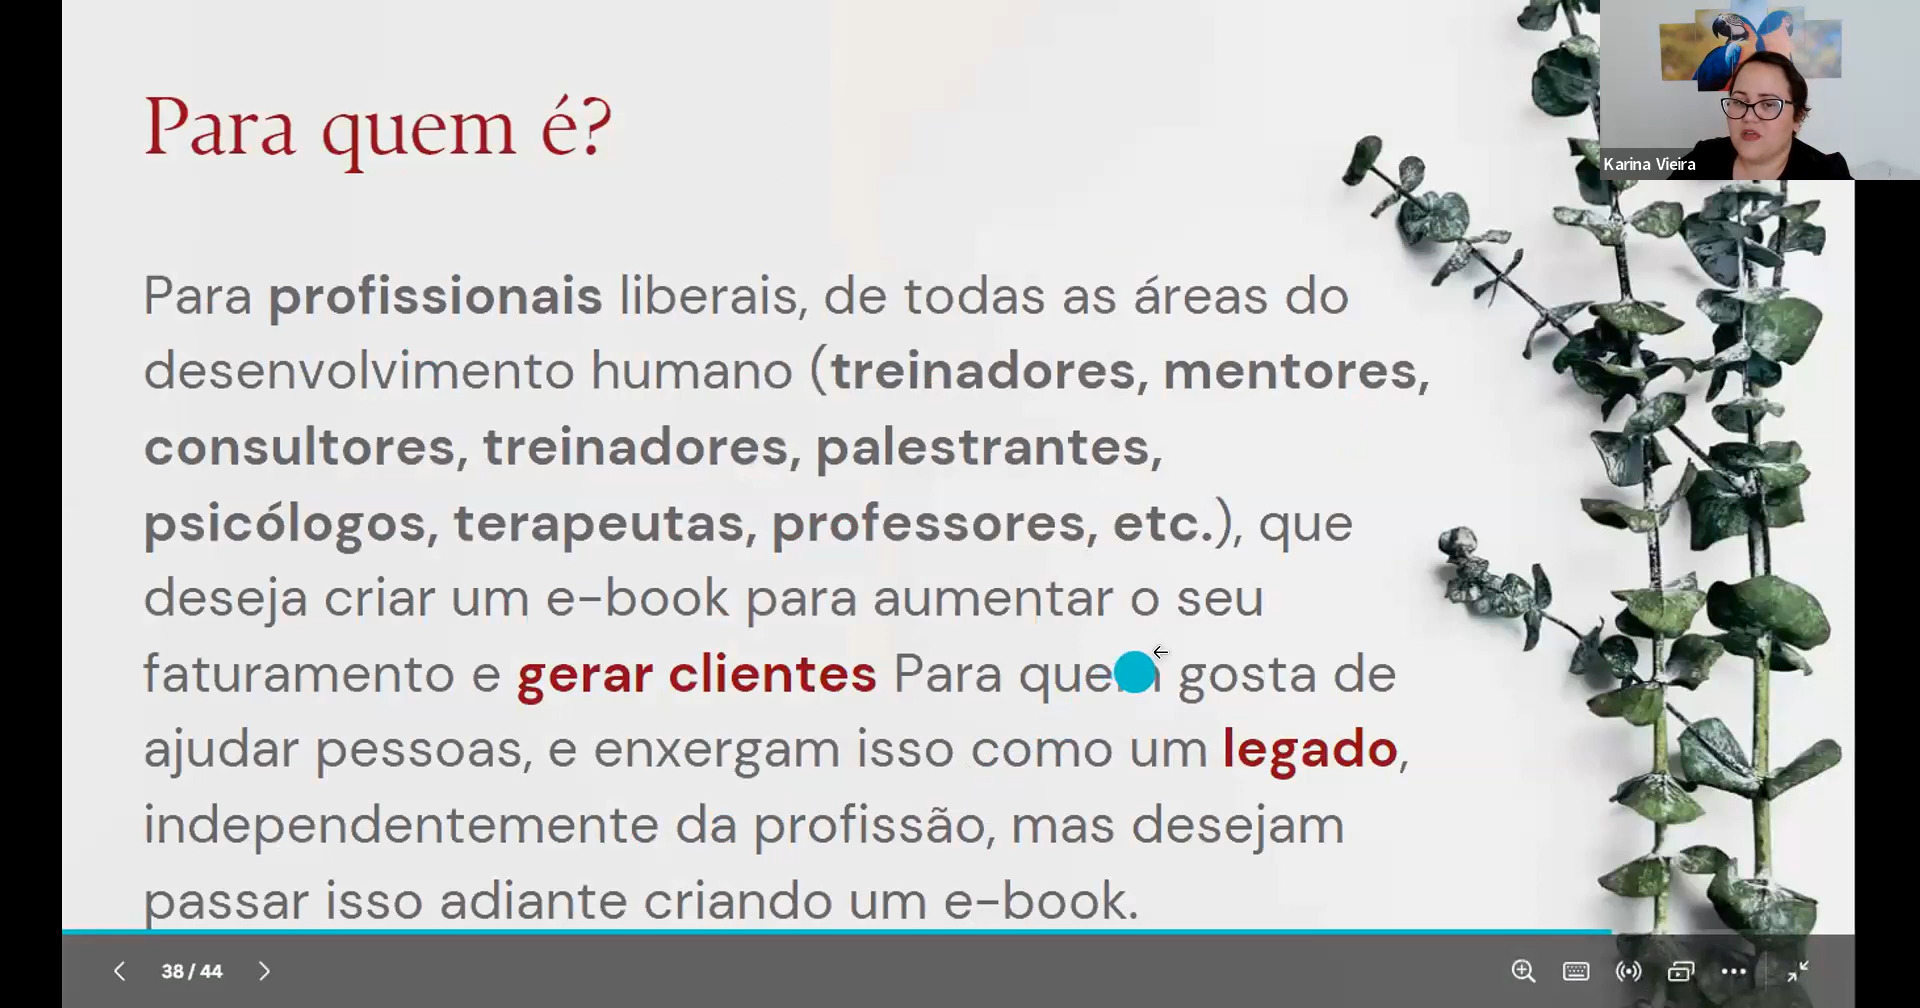 Para quem é?
Karina Vieira
Para profissionais liberais, de todas as áreas do
desenvolvimento humano (treinadores, mentores,
consultores, treinadores, palestrantes,
psicólogos, terapeutas, professores, etc.), que
deseja criar um e-book para aumentar o seu
faturamento e gerar clientes Para quem gosta de
ajudar pessoas, e enxergam isso como um legado,
independentemente da profissão, mas desejam
passar isso adiante criando um e-book.
38 / 44